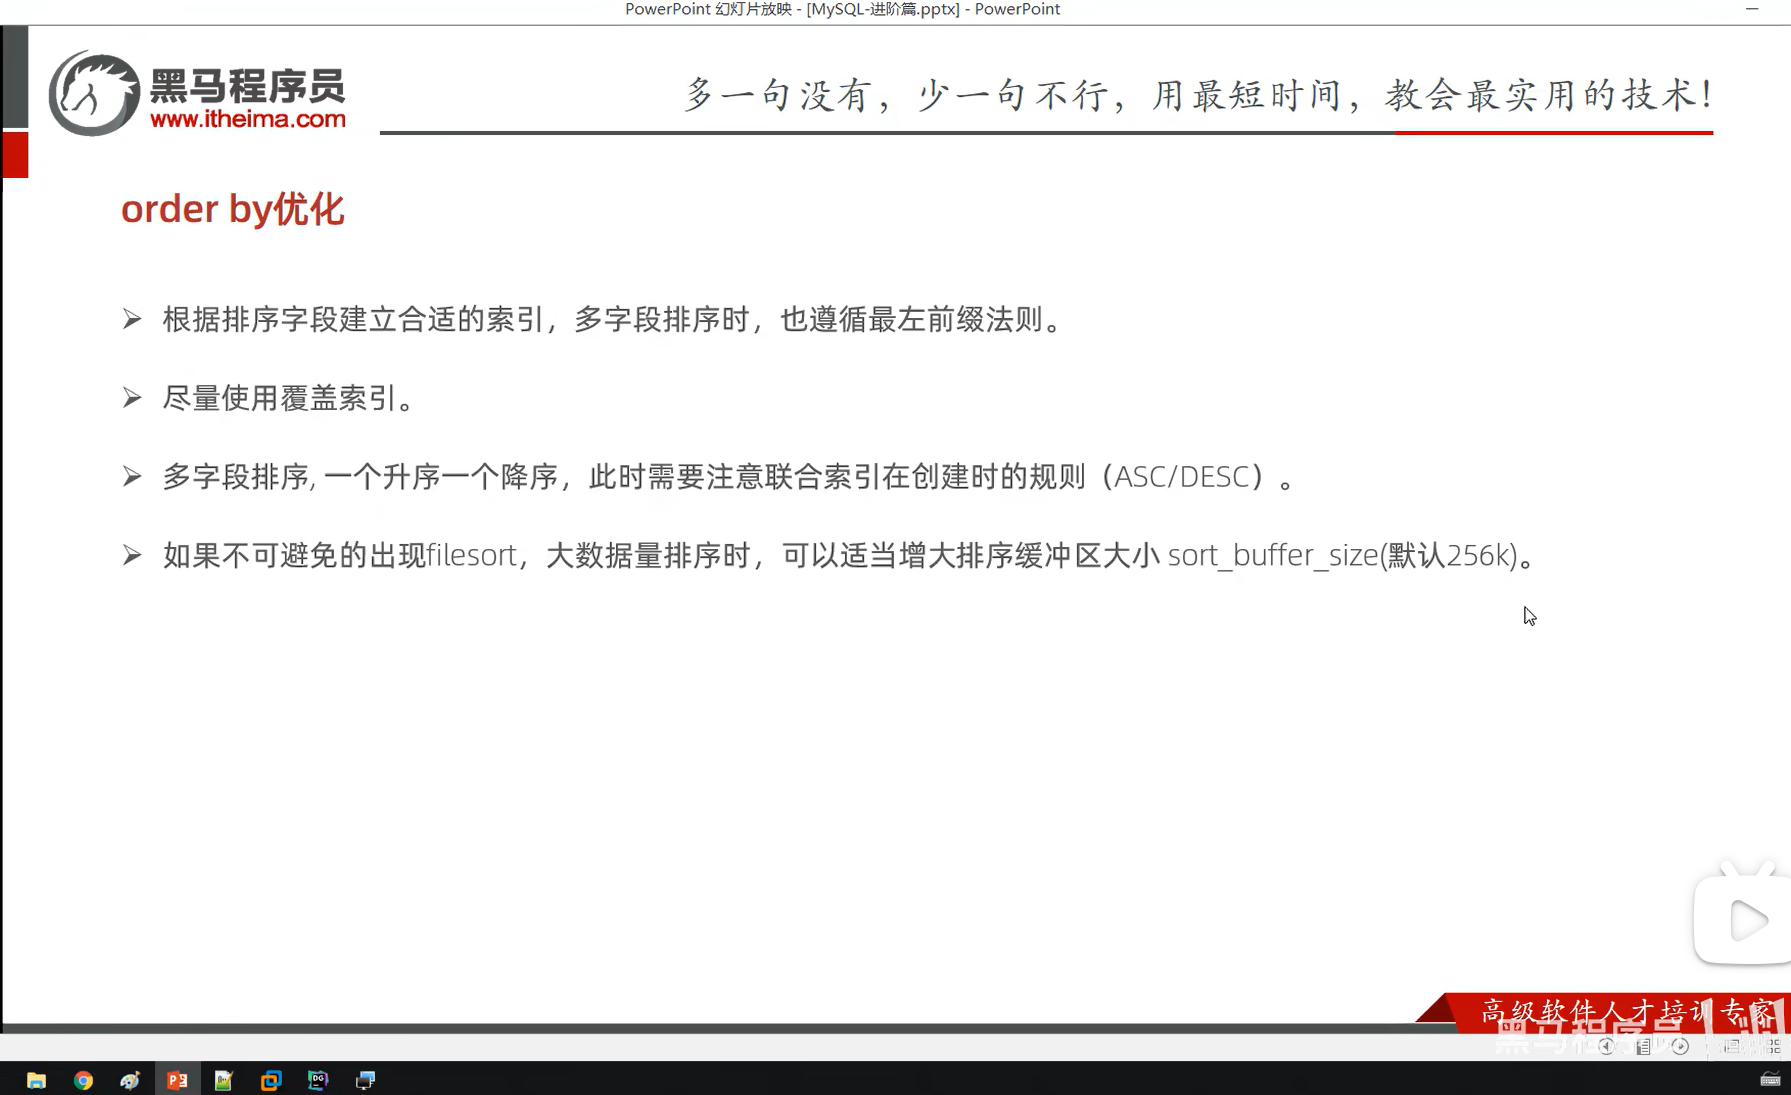 PowerPoint 幻灯片放映 - [MySQL-进阶篇.pptx] - PowerPoint
黑马程序员
www.itheima.com
多一句没有，少一句不行，用最短时间，教会最实用的技术！
order by优化
根据排序字段建立合适的索引，多字段排序时，也遵循最左前缀法则。
尽量使用覆盖索引。
多字段排序, 一个升序一个降序，此时需要注意联合索引在创建时的规则（ASC/DESC）。
如果不可避免的出现filesort，大数据量排序时，可以适当增大排序缓冲区大小 sort_buffer_size(默认256k)。
高级软件人才培训专家
黑马程序员